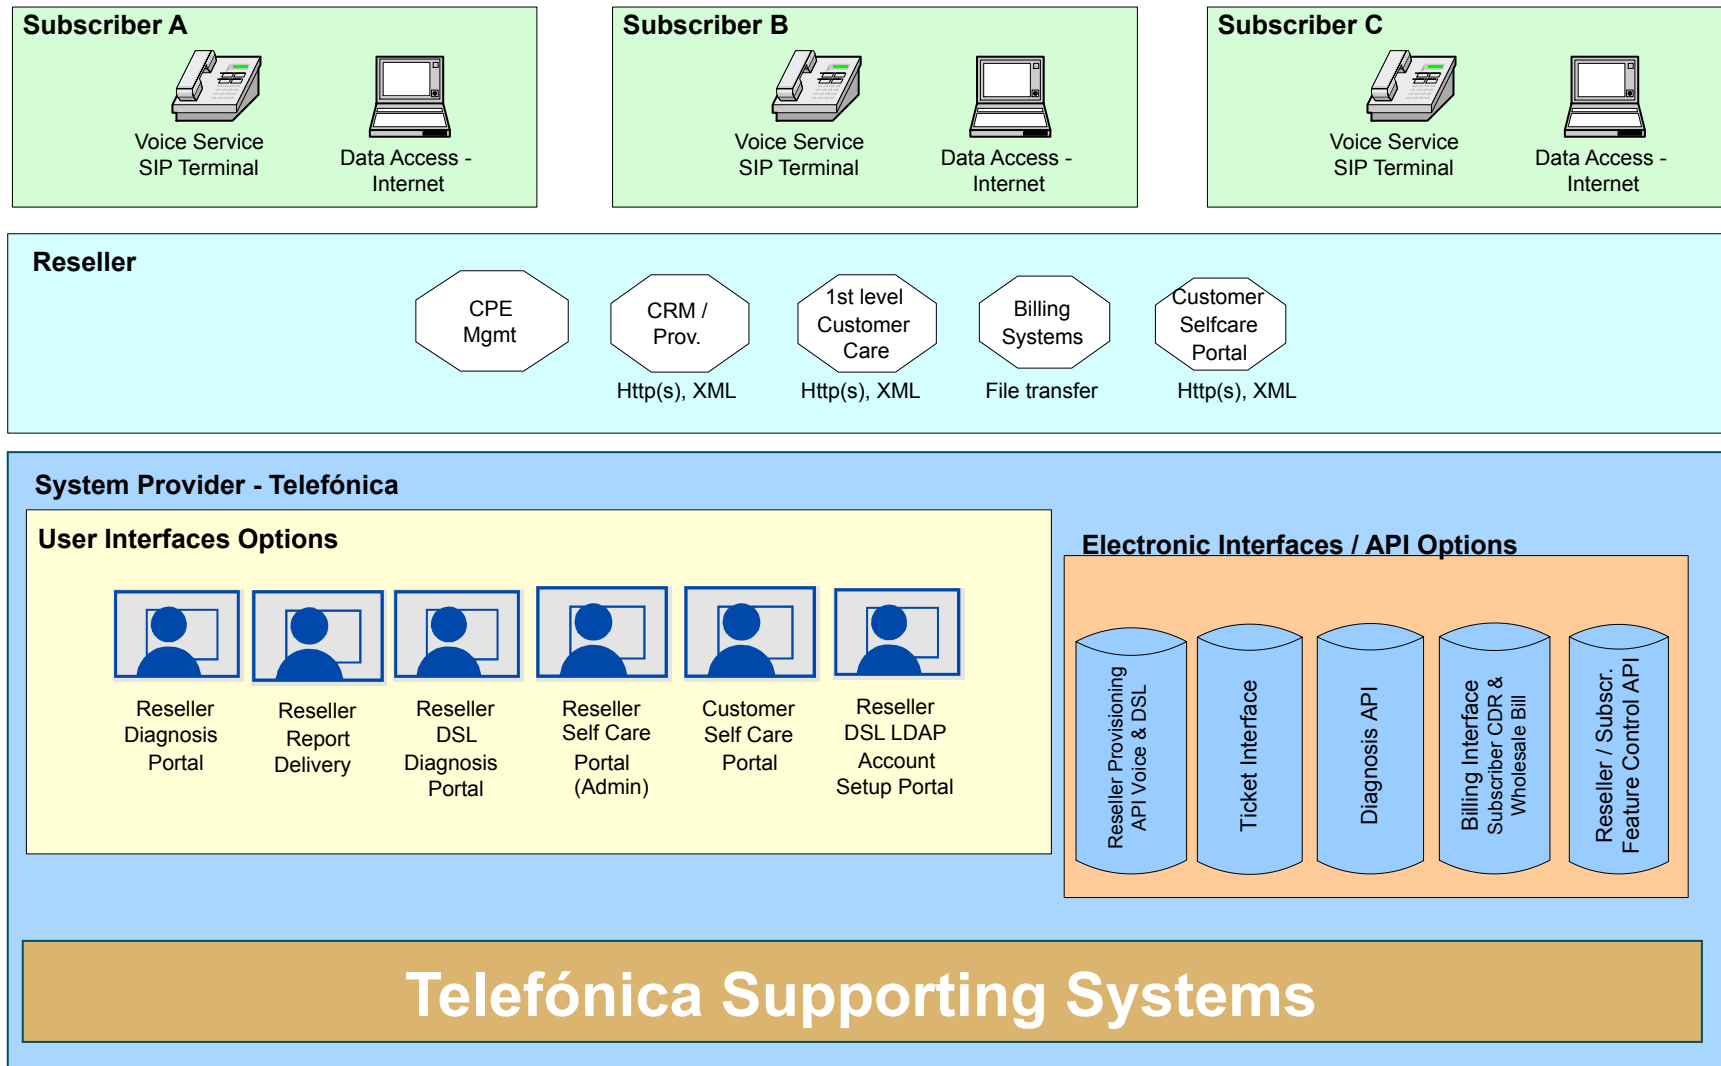 Subscriber A
Voice Service
SIP Terminal
Data Access -
Internet
Subscriber B
Voice Service
SIP Terminal
Data Access -
Internet
Subscriber C
Voice Service
SIP Terminal
Data Access -
Internet
Reseller
CPE
Mgmt
CRM /
Prov.
Http(s), XML
1st level
Customer
Care
Http(s), XML
Billing
Systems
File transfer
Customer
Selfcare
Portal
Http(s), XML
System Provider - Telefónica
User Interfaces Options
Reseller
Diagnosis
Portal
Reseller
Report
Delivery
Reseller
DSL
Diagnosis
Portal
Reseller
Self Care
Portal
(Admin)
Customer
Self Care
Portal
Reseller
DSL LDAP
Account
Setup Portal
Electronic Interfaces / API Options
Reseller Provisioning
API Voice & DSL
Ticket Interface
Diagnosis API
Billing Interface
Subscriber CDR &
Wholesale Bill
Reseller / Subscr.
Feature Control API
Telefónica Supporting Systems